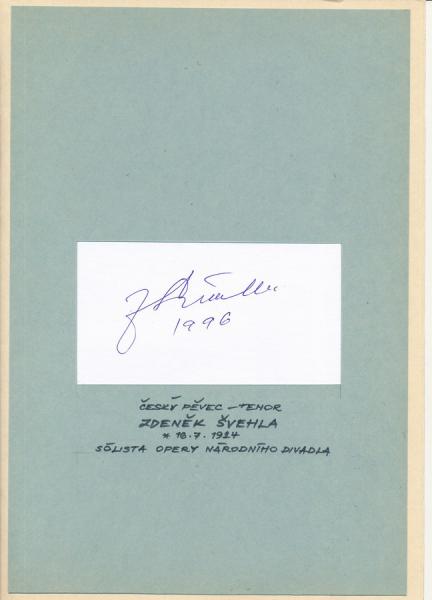 1996
ČESKÝ PĚVEC – TENOR
ZDENĚK ŠVEHLA
* 18.7.1924
SÓLISTA OPERY NÁRODNÍHO DIVADLA